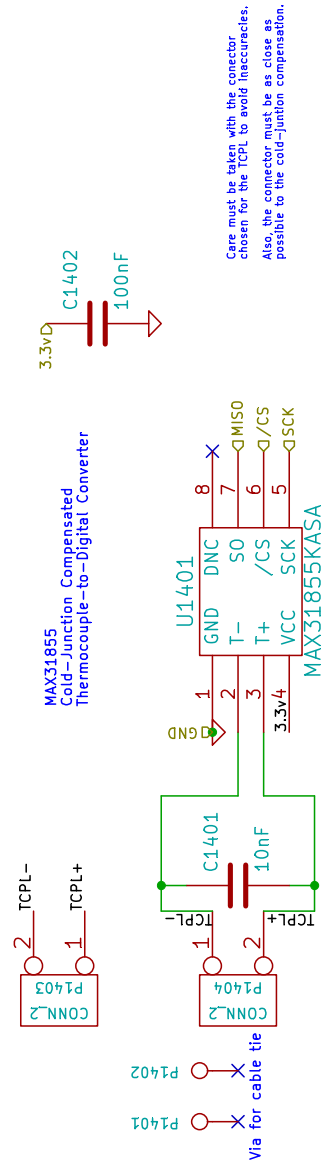 MAX31855
Cold-Junction Compensated
Thermocouple-to-Digital Converter
Care must be taken with the conector
chosen for the TCPL to avoid inaccuracies.
Also, the connector must be as close as
possible to the cold-juntion compensation.
3.3v
C1402
100nF
TCPL-
TCPL+
2
1
P1403
CONN_2
U1401
MAX31855KASA
GND
T-
T+
VCC
DNC
SO
/CS
SCK
1
2
3
4
8
7
6
5
GND
3.3v
MISO
/CS
SCK
C1401
10nF
TCPL-
TCPL+
1
2
P1404
CONN_2
P1402
P1401
Via for cable tie